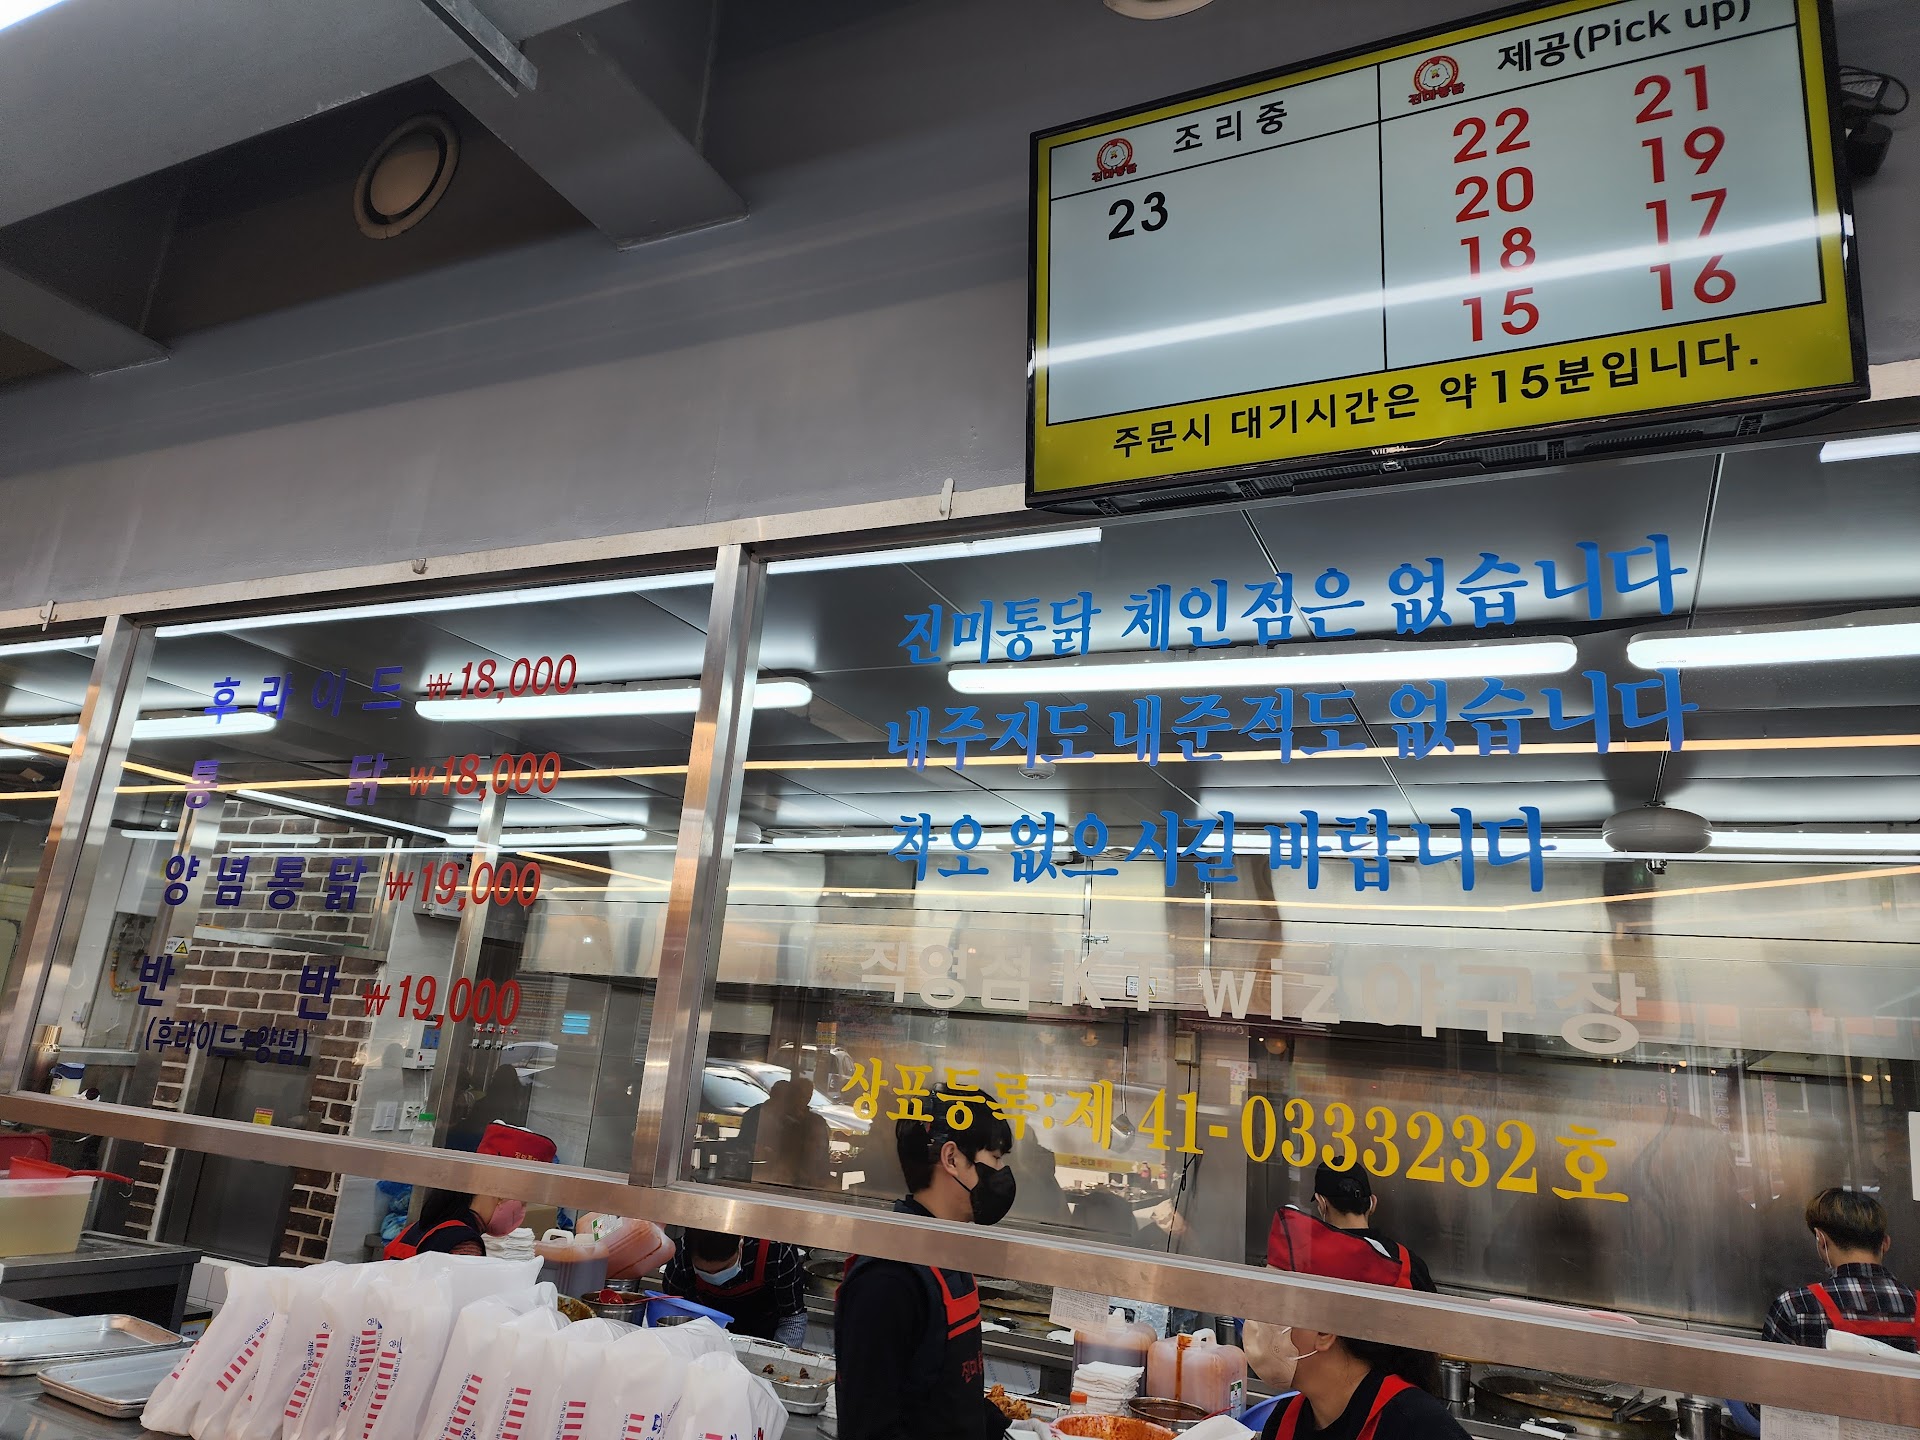 조리중
제공(Pick up)
23
22 21
20 19
18 17
15 16
주문시 대기시간은 약 15분입니다.
진미통닭 체인점은 없습니다
내주지도 내준적도 없습니다
착오 없으시길 바랍니다
직영점 KT wiz 야구장
상표등록: 제 41-0333232호
후라이드 ₩18,000
통닭 ₩18,000
양념통닭 ₩19,000
반반 ₩19,000
(후라이드+양념)